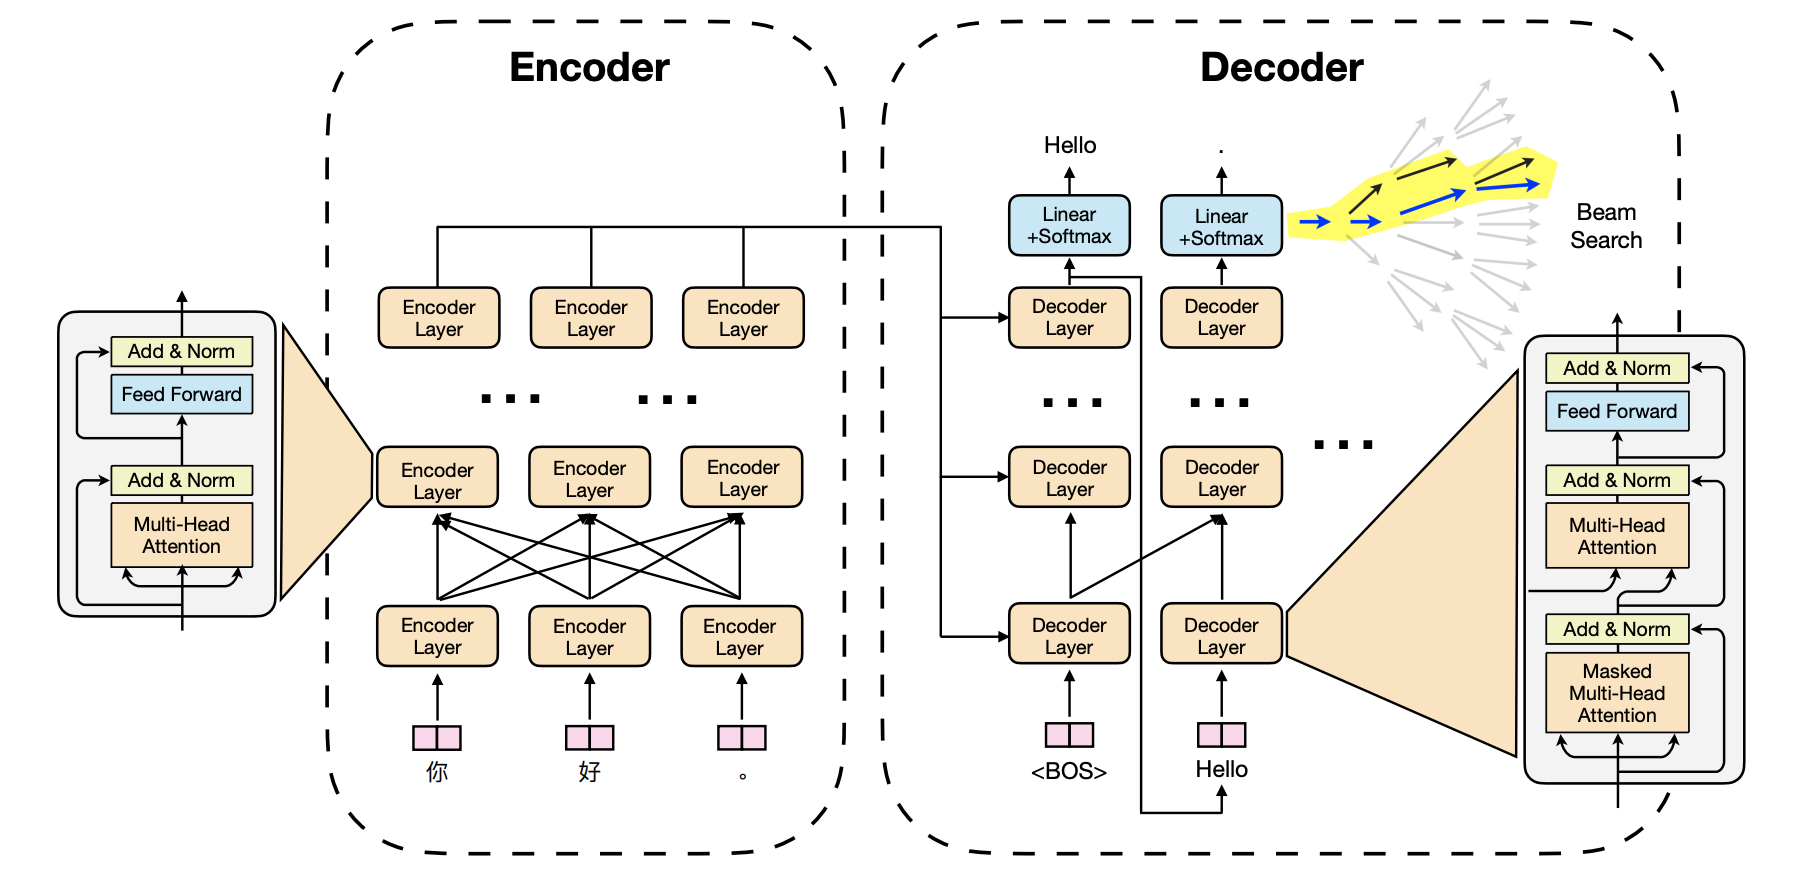 Encoder
Decoder
Hello
.
Linear
+Softmax
Linear
+Softmax
Beam
Search
Encoder
Layer
Encoder
Layer
Encoder
Layer
Decoder
Layer
Decoder
Layer
Add & Norm
Feed Forward
Add & Norm
Multi-Head
Attention
Encoder
Layer
Encoder
Layer
Encoder
Layer
Decoder
Layer
Decoder
Layer
Encoder
Layer
Encoder
Layer
Encoder
Layer
Decoder
Layer
Decoder
Layer
Add & Norm
Feed Forward
Add & Norm
Multi-Head
Attention
Add & Norm
Masked
Multi-Head
Attention
你
好
。
<BOS>
Hello